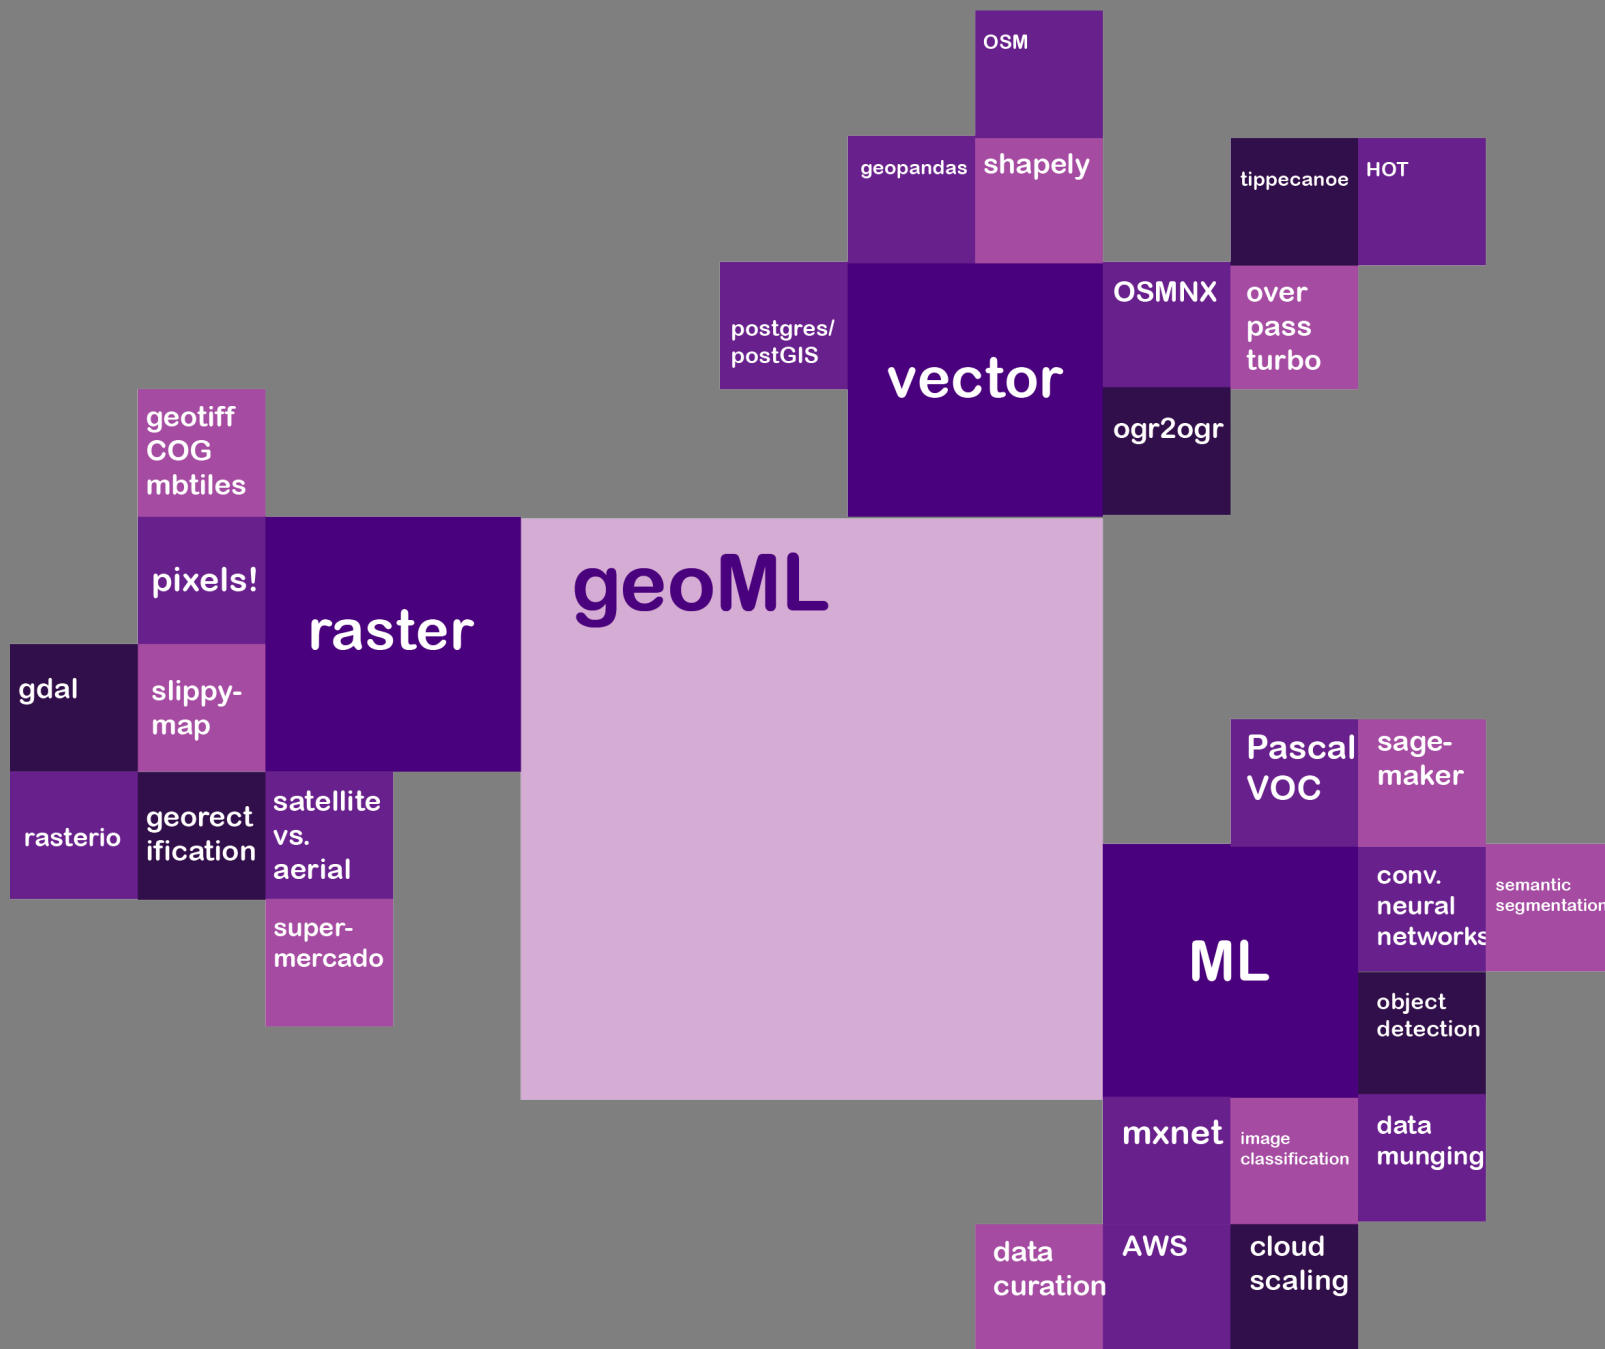 OSM
geopandas
shapely
tippecanoe
HOT
postgres/
postGIS
vector
OSMNX
over
pass
turbo
ogr2ogr
geotiff
COG
mbtiles
pixels!
raster
geoML
gdal
slippy-
map
rasterio
georect
ification
satellite
vs.
aerial
super-
mercado
Pascal
VOC
sage-
maker
ML
conv.
neural
networks
semantic
segmentation
object
detection
mxnet
image
classification
data
munging
data
curation
AWS
cloud
scaling